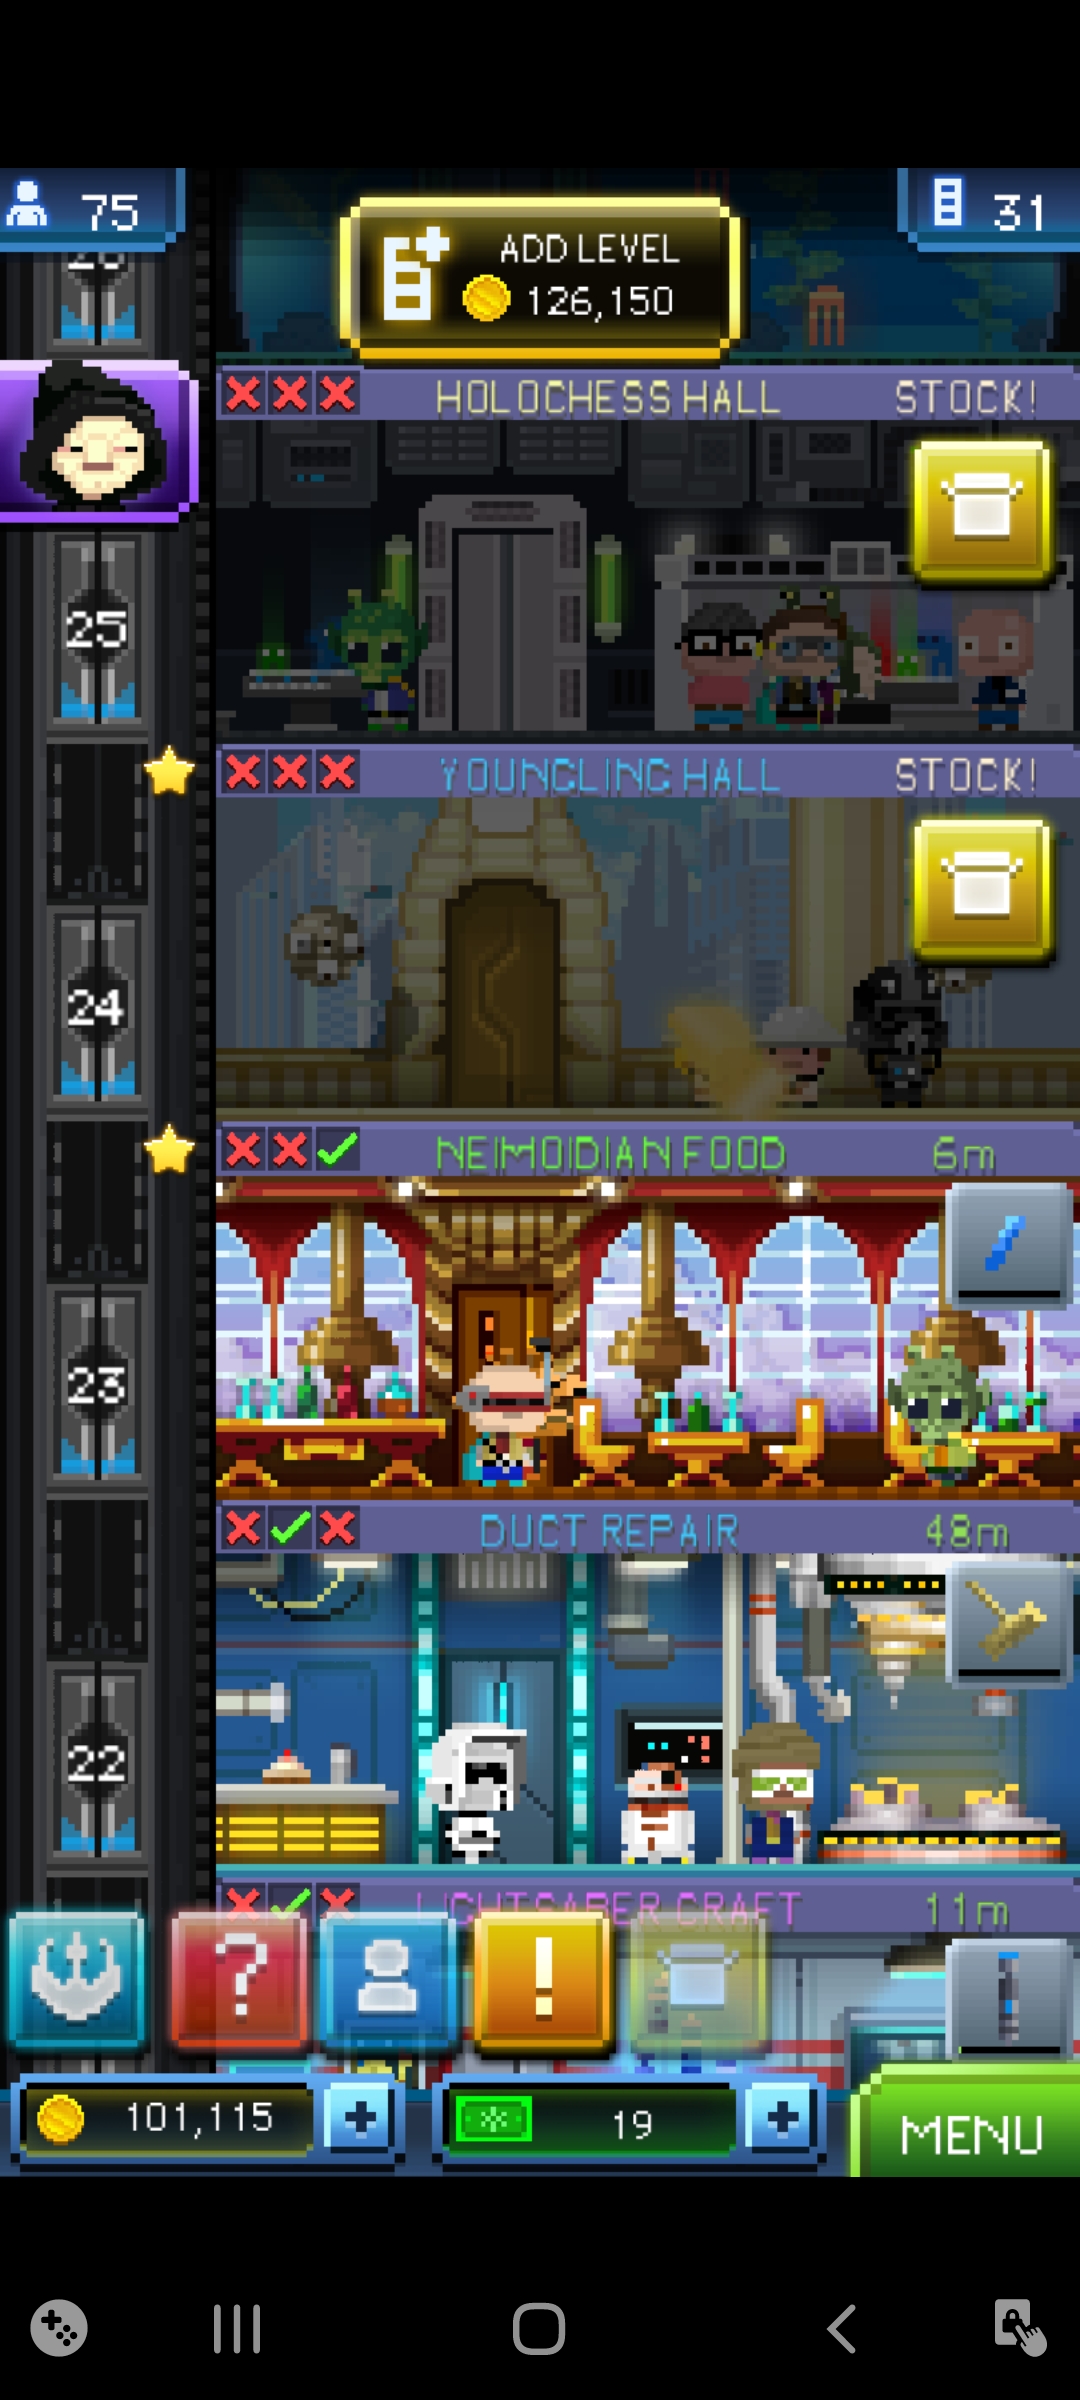 75
31
ADD LEVEL
126,150
HOLOCHESS HALL STOCK!
25
YOUNGLING HALL STOCK!
24
NEIMOIDIAN FOOD 6m
23
DUCT REPAIR 48m
22
LIGHTSABER CRAFT 11m
?
!
101,115 +
19 +
MENU